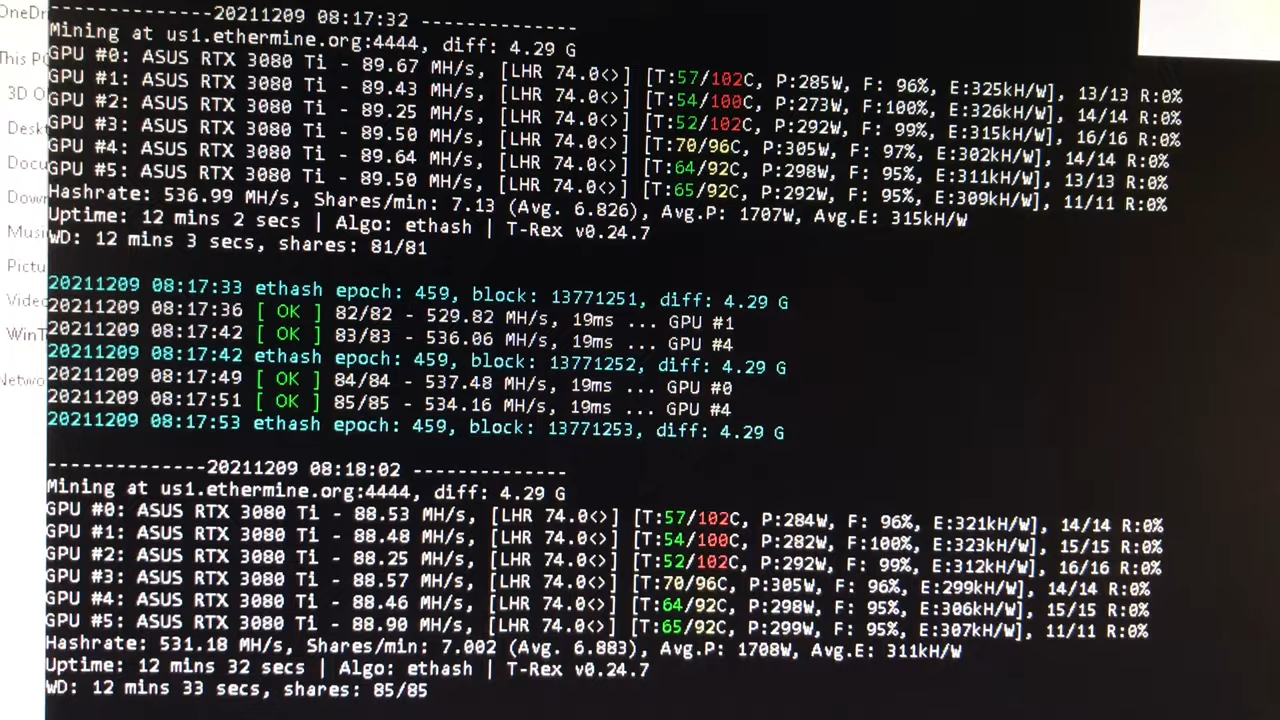 OneDr
This PC
3D O
Deskt
Docu
Down
Musi
Pictu
Video
WinT
Netwo
--------------20211209 08:17:32 --------------
Mining at us1.ethermine.org:4444, diff: 4.29 G
GPU #0: ASUS RTX 3080 Ti - 89.67 MH/s, [LHR 74.0<>] [T:57/102C, P:285W, F: 96%, E:325kH/W], 13/13 R:0%
GPU #1: ASUS RTX 3080 Ti - 89.43 MH/s, [LHR 74.0<>] [T:54/100C, P:273W, F:100%, E:326kH/W], 14/14 R:0%
GPU #2: ASUS RTX 3080 Ti - 89.25 MH/s, [LHR 74.0<>] [T:52/102C, P:292W, F: 99%, E:315kH/W], 16/16 R:0%
GPU #3: ASUS RTX 3080 Ti - 89.50 MH/s, [LHR 74.0<>] [T:70/96C, P:305W, F: 97%, E:302kH/W], 14/14 R:0%
GPU #4: ASUS RTX 3080 Ti - 89.64 MH/s, [LHR 74.0<>] [T:64/92C, P:298W, F: 95%, E:311kH/W], 13/13 R:0%
GPU #5: ASUS RTX 3080 Ti - 89.50 MH/s, [LHR 74.0<>] [T:65/92C, P:292W, F: 95%, E:309kH/W], 11/11 R:0%
Hashrate: 536.99 MH/s, Shares/min: 7.13 (Avg. 6.826), Avg.P: 1707W, Avg.E: 315kH/W
Uptime: 12 mins 2 secs | Algo: ethash | T-Rex v0.24.7
WD: 12 mins 3 secs, shares: 81/81
20211209 08:17:33 ethash epoch: 459, block: 13771251, diff: 4.29 G
20211209 08:17:36 [ OK ] 82/82 - 529.82 MH/s, 19ms ... GPU #1
20211209 08:17:42 [ OK ] 83/83 - 536.06 MH/s, 19ms ... GPU #4
20211209 08:17:42 ethash epoch: 459, block: 13771252, diff: 4.29 G
20211209 08:17:49 [ OK ] 84/84 - 537.48 MH/s, 19ms ... GPU #0
20211209 08:17:51 [ OK ] 85/85 - 534.16 MH/s, 19ms ... GPU #4
20211209 08:17:53 ethash epoch: 459, block: 13771253, diff: 4.29 G
--------------20211209 08:18:02 --------------
Mining at us1.ethermine.org:4444, diff: 4.29 G
GPU #0: ASUS RTX 3080 Ti - 88.53 MH/s, [LHR 74.0<>] [T:57/102C, P:284W, F: 96%, E:321kH/W], 14/14 R:0%
GPU #1: ASUS RTX 3080 Ti - 88.48 MH/s, [LHR 74.0<>] [T:54/100C, P:282W, F:100%, E:323kH/W], 15/15 R:0%
GPU #2: ASUS RTX 3080 Ti - 88.25 MH/s, [LHR 74.0<>] [T:52/102C, P:292W, F: 99%, E:312kH/W], 16/16 R:0%
GPU #3: ASUS RTX 3080 Ti - 88.57 MH/s, [LHR 74.0<>] [T:70/96C, P:305W, F: 96%, E:299kH/W], 14/14 R:0%
GPU #4: ASUS RTX 3080 Ti - 88.46 MH/s, [LHR 74.0<>] [T:64/92C, P:298W, F: 95%, E:306kH/W], 15/15 R:0%
GPU #5: ASUS RTX 3080 Ti - 88.90 MH/s, [LHR 74.0<>] [T:65/92C, P:299W, F: 95%, E:307kH/W], 11/11 R:0%
Hashrate: 531.18 MH/s, Shares/min: 7.002 (Avg. 6.883), Avg.P: 1708W, Avg.E: 311kH/W
Uptime: 12 mins 32 secs | Algo: ethash | T-Rex v0.24.7
WD: 12 mins 33 secs, shares: 85/85